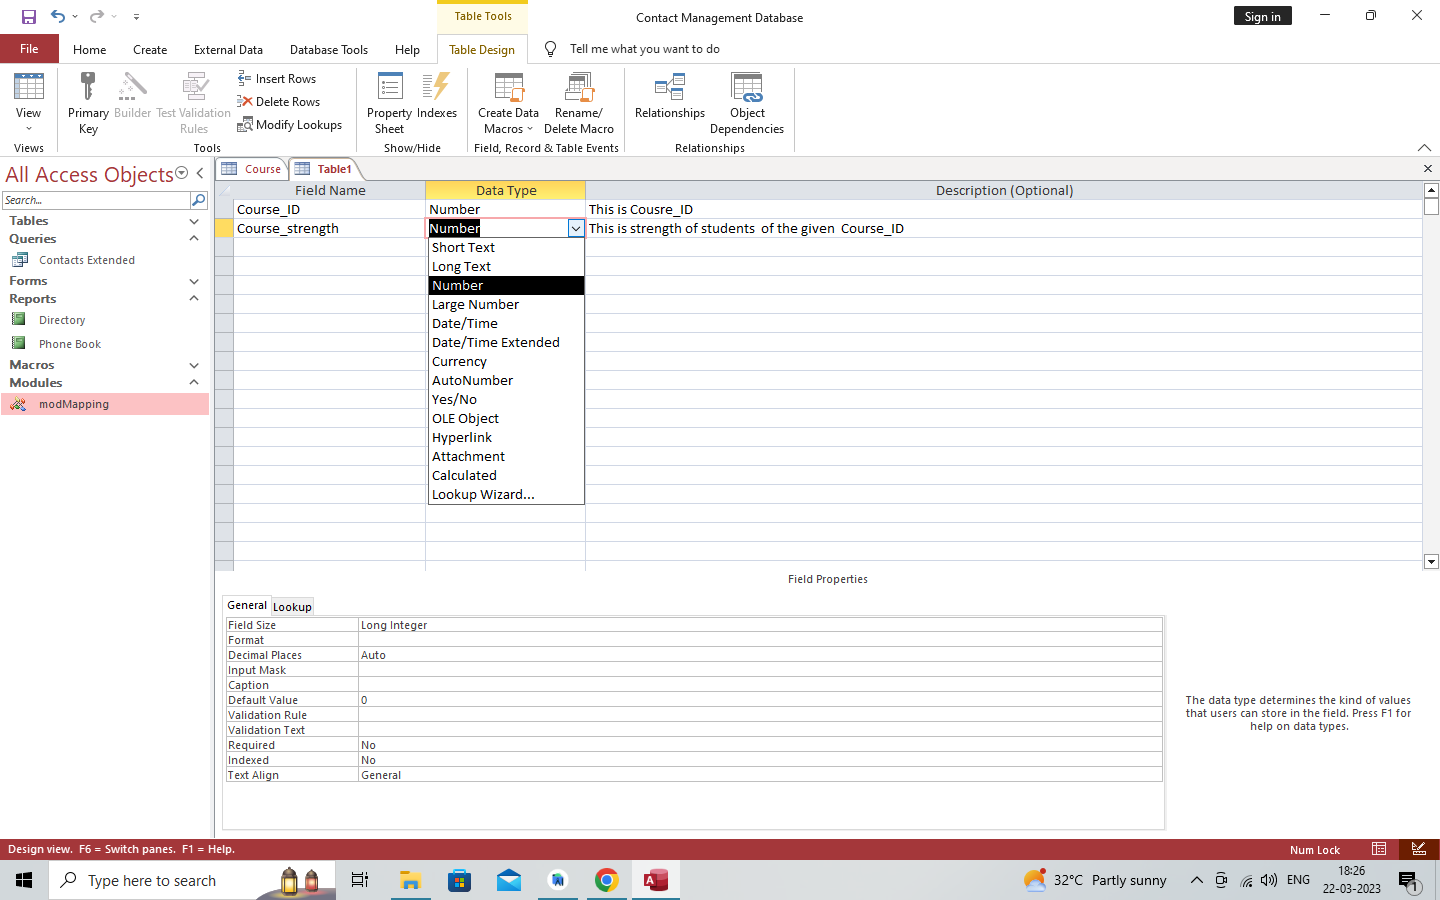 Table Tools
Contact Management Database
Sign in
File
Home
Create
External Data
Database Tools
Help
Table Design
Tell me what you want to do
View
Primary Key
Builder
Test Validation Rules
Insert Rows
Delete Rows
Modify Lookups
Property Sheet
Indexes
Create Data Macros
Rename/ Delete Macro
Relationships
Object Dependencies
Views
Tools
Show/Hide
Field, Record & Table Events
Relationships
All Access Objects
Search...
Tables
Queries
Contacts Extended
Forms
Reports
Directory
Phone Book
Macros
Modules
modMapping
Course
Table1
Field Name
Data Type
Description (Optional)
Course_ID
Number
This is Cousre_ID
Course_strength
Number
This is strength of students  of the given  Course_ID
Short Text
Long Text
Number
Large Number
Date/Time
Date/Time Extended
Currency
AutoNumber
Yes/No
OLE Object
Hyperlink
Attachment
Calculated
Lookup Wizard...
Field Properties
General
Lookup
Field Size
Long Integer
Format
Decimal Places
Auto
Input Mask
Caption
Default Value
0
Validation Rule
Validation Text
Required
No
Indexed
No
Text Align
General
The data type determines the kind of values
that users can store in the field. Press F1 for
help on data types.
Design view.  F6 = Switch panes.  F1 = Help.
Num Lock
Type here to search
32°C  Partly sunny
ENG
18:26
22-03-2023
1